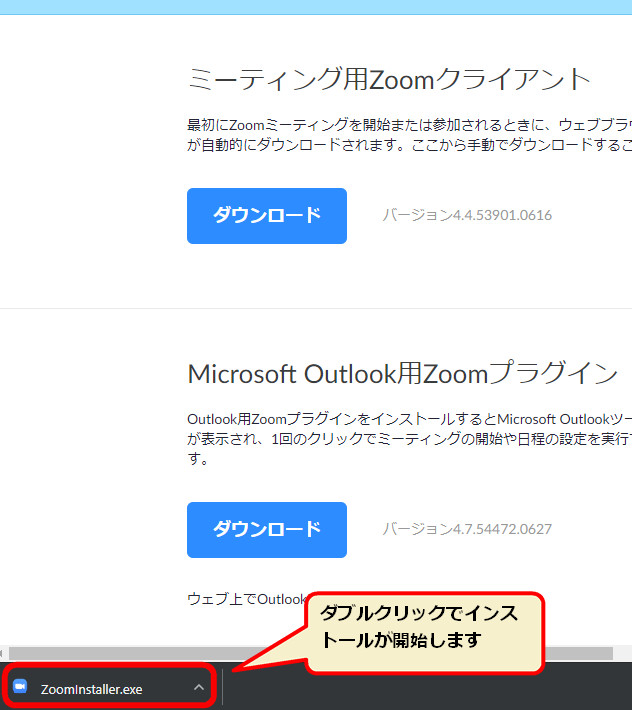 ミーティング用Zoomクライアント
最初にZoomミーティングを開始または参加されるときに、ウェブブラ
が自動的にダウンロードされます。ここから手動でダウンロードするこ
ダウンロード バージョン4.4.53901.0616
Microsoft Outlook用Zoomプラグイン
Outlook用ZoomプラグインをインストールするとMicrosoft Outlookツー
が表示され、1回のクリックでミーティングの開始や日程の設定を実行
す。
ダウンロード バージョン4.7.54472.0627
ウェブ上でOutlook
ダブルクリックでインス
トールが開始します
ZoomInstaller.exe